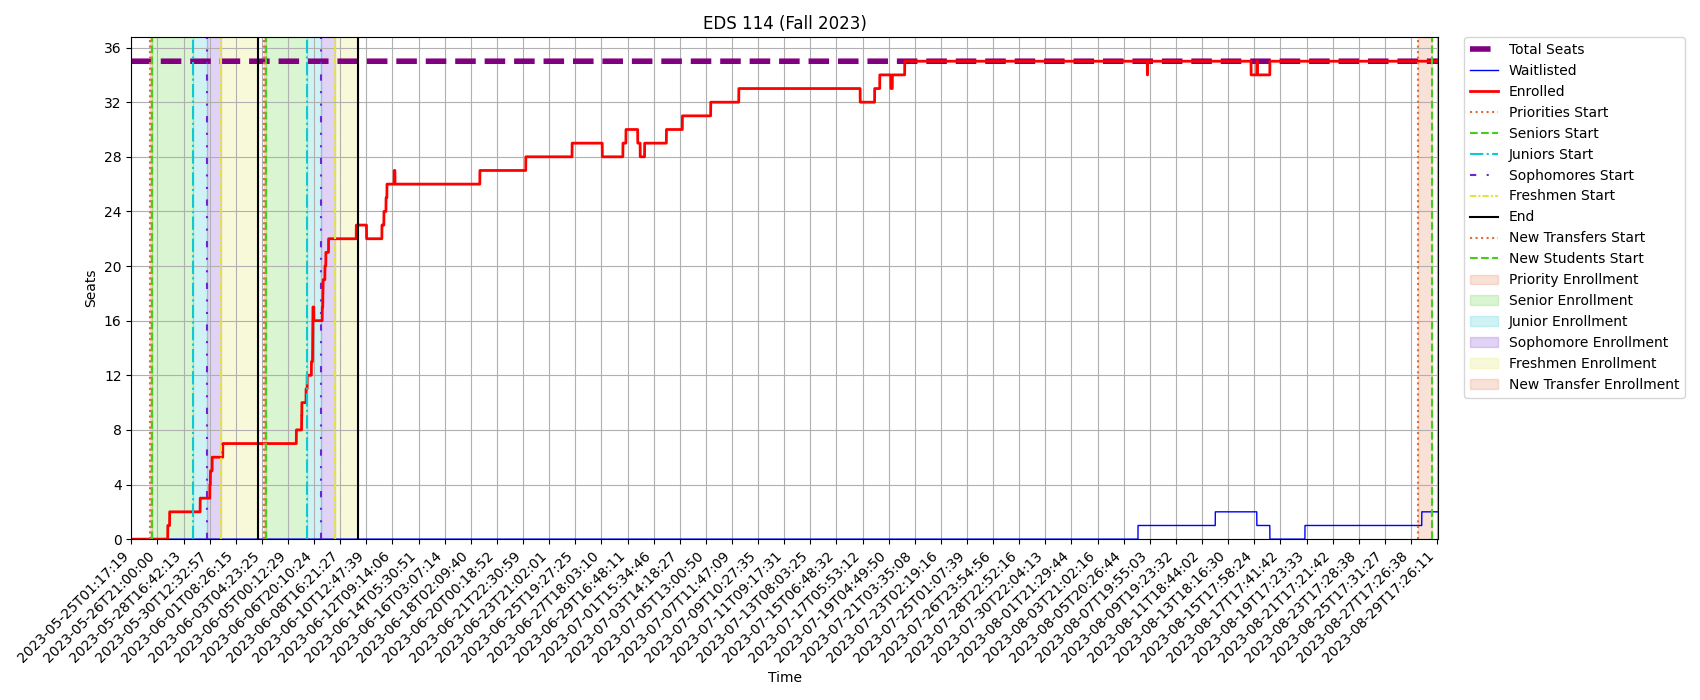 EDS 114 (Fall 2023)
36
32
28
24
20
16
12
8
4
0
Seats
2023-05-25T01:17:19
2023-05-26T21:00:00
2023-05-28T16:42:13
2023-05-30T12:32:57
2023-06-01T08:26:15
2023-06-03T04:23:25
2023-06-05T00:12:29
2023-06-06T20:10:24
2023-06-08T16:21:27
2023-06-10T12:47:39
2023-06-12T09:14:06
2023-06-14T05:30:51
2023-06-16T03:07:14
2023-06-18T02:09:40
2023-06-20T00:18:52
2023-06-21T22:30:59
2023-06-23T21:02:01
2023-06-25T19:27:25
2023-06-27T18:03:10
2023-06-29T16:48:11
2023-07-01T15:34:46
2023-07-03T14:18:27
2023-07-05T13:00:50
2023-07-07T11:47:09
2023-07-09T10:27:35
2023-07-11T09:17:31
2023-07-13T08:03:25
2023-07-15T06:48:32
2023-07-17T05:53:12
2023-07-19T04:49:50
2023-07-21T03:35:08
2023-07-23T02:19:16
2023-07-25T01:07:39
2023-07-26T23:54:56
2023-07-28T22:52:16
2023-07-30T22:04:13
2023-08-01T21:29:44
2023-08-03T21:02:16
2023-08-05T20:26:44
2023-08-07T19:55:03
2023-08-09T19:23:32
2023-08-11T18:44:02
2023-08-13T18:16:30
2023-08-15T17:58:24
2023-08-17T17:41:42
2023-08-19T17:23:33
2023-08-21T17:21:42
2023-08-23T17:28:38
2023-08-25T17:31:27
2023-08-27T17:26:38
2023-08-29T17:26:11
Time
Total Seats
Waitlisted
Enrolled
Priorities Start
Seniors Start
Juniors Start
Sophomores Start
Freshmen Start
End
New Transfers Start
New Students Start
Priority Enrollment
Senior Enrollment
Junior Enrollment
Sophomore Enrollment
Freshmen Enrollment
New Transfer Enrollment